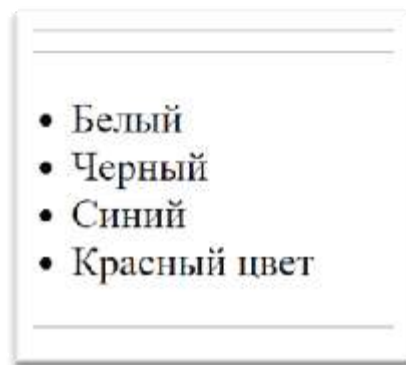 Белый
Черный
Синий
Красный цвет